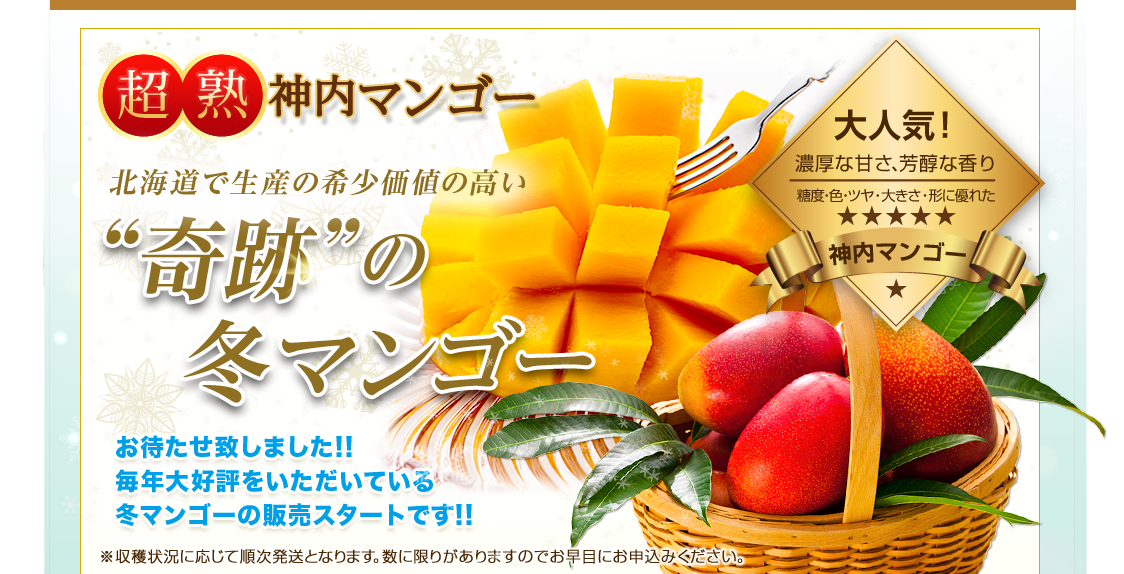 超熟神内マンゴー
北海道で生産の希少価値の高い
“奇跡”の
冬マンゴー
お待たせ致しました!!
毎年大好評をいただいている
冬マンゴーの販売スタートです!!
※収穫状況に応じて順次発送となります。数に限りがありますのでお早目にお申込みください。
大人気!
濃厚な甘さ、芳醇な香り
糖度・色・ツヤ・大きさ・形に優れた
★★★★★
神内マンゴー
★